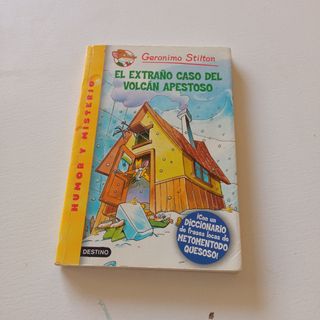 Geronimo Stilton
EL EXTRAÑO CASO DEL
VOLCÁN APESTOSO
HUMOR Y MISTERIO
¡Con un
DICCIONARIO
de frases locas de
METOMENTODO
QUESOSO!
DESTINO